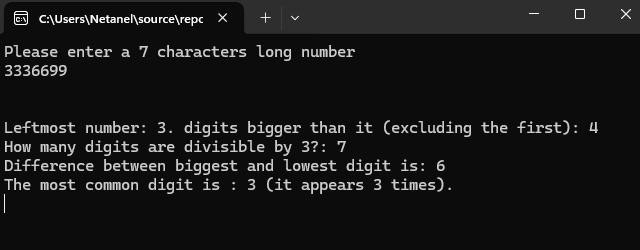 C:\Users\Netanel\source\repc
Please enter a 7 characters long number
3336699
Leftmost number: 3. digits bigger than it (excluding the first): 4
How many digits are divisible by 3?: 7
Difference between biggest and lowest digit is: 6
The most common digit is : 3 (it appears 3 times).